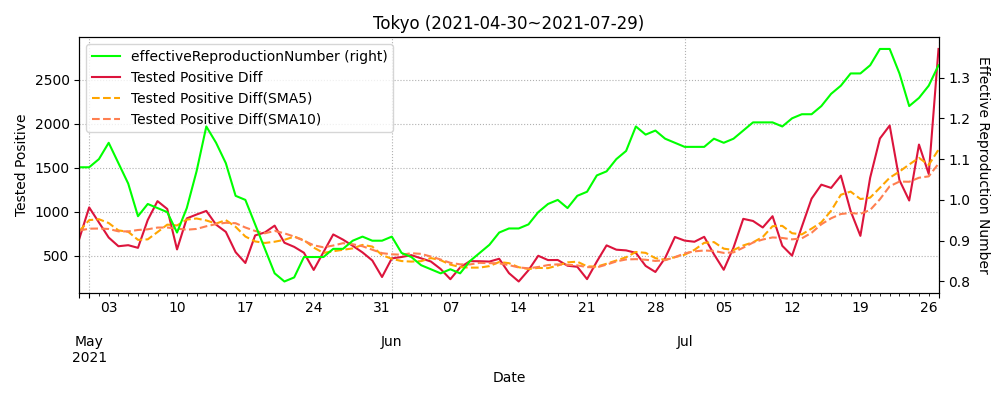 Tokyo (2021-04-30~2021-07-29)
effectiveReproductionNumber (right)
Tested Positive Diff
Tested Positive Diff(SMA5)
Tested Positive Diff(SMA10)
Tested Positive
2500
2000
1500
1000
500
1.3
1.2
1.1
1.0
0.9
0.8
Effective Reproduction Number
03 10 17 24 31 07 14 21 28 05 12 19 26
May Jun Jul
2021
Date